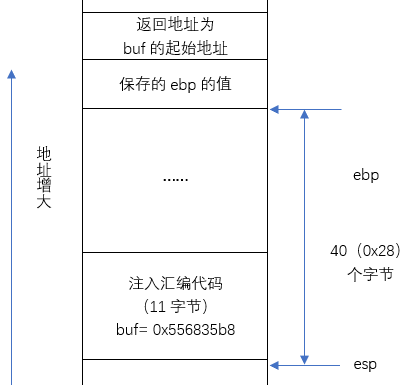 返回地址为
buf 的起始地址
保存的 ebp 的值
地址增大
……
ebp
40（0x28）
个字节
注入汇编代码
（11 字节）
buf= 0x556835b8
esp